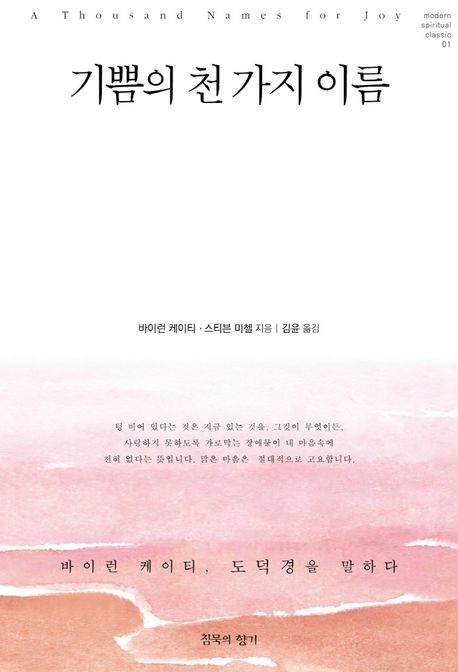 A Thousand Names for Joy
modern
spiritual
classic
01
기쁨의 천 가지 이름
바이런 케이티 · 스티븐 미첼 지음 | 김윤 옮김
텅 비어 있다는 것은 지금 있는 것을, 그것이 무엇이든,
사랑하지 못하도록 가로막는 장애물이 내 마음속에
전혀 없다는 뜻입니다. 맑은 마음은 절대적으로 고요합니다.
바이런 케이티, 도덕경을 말하다
침묵의 향기